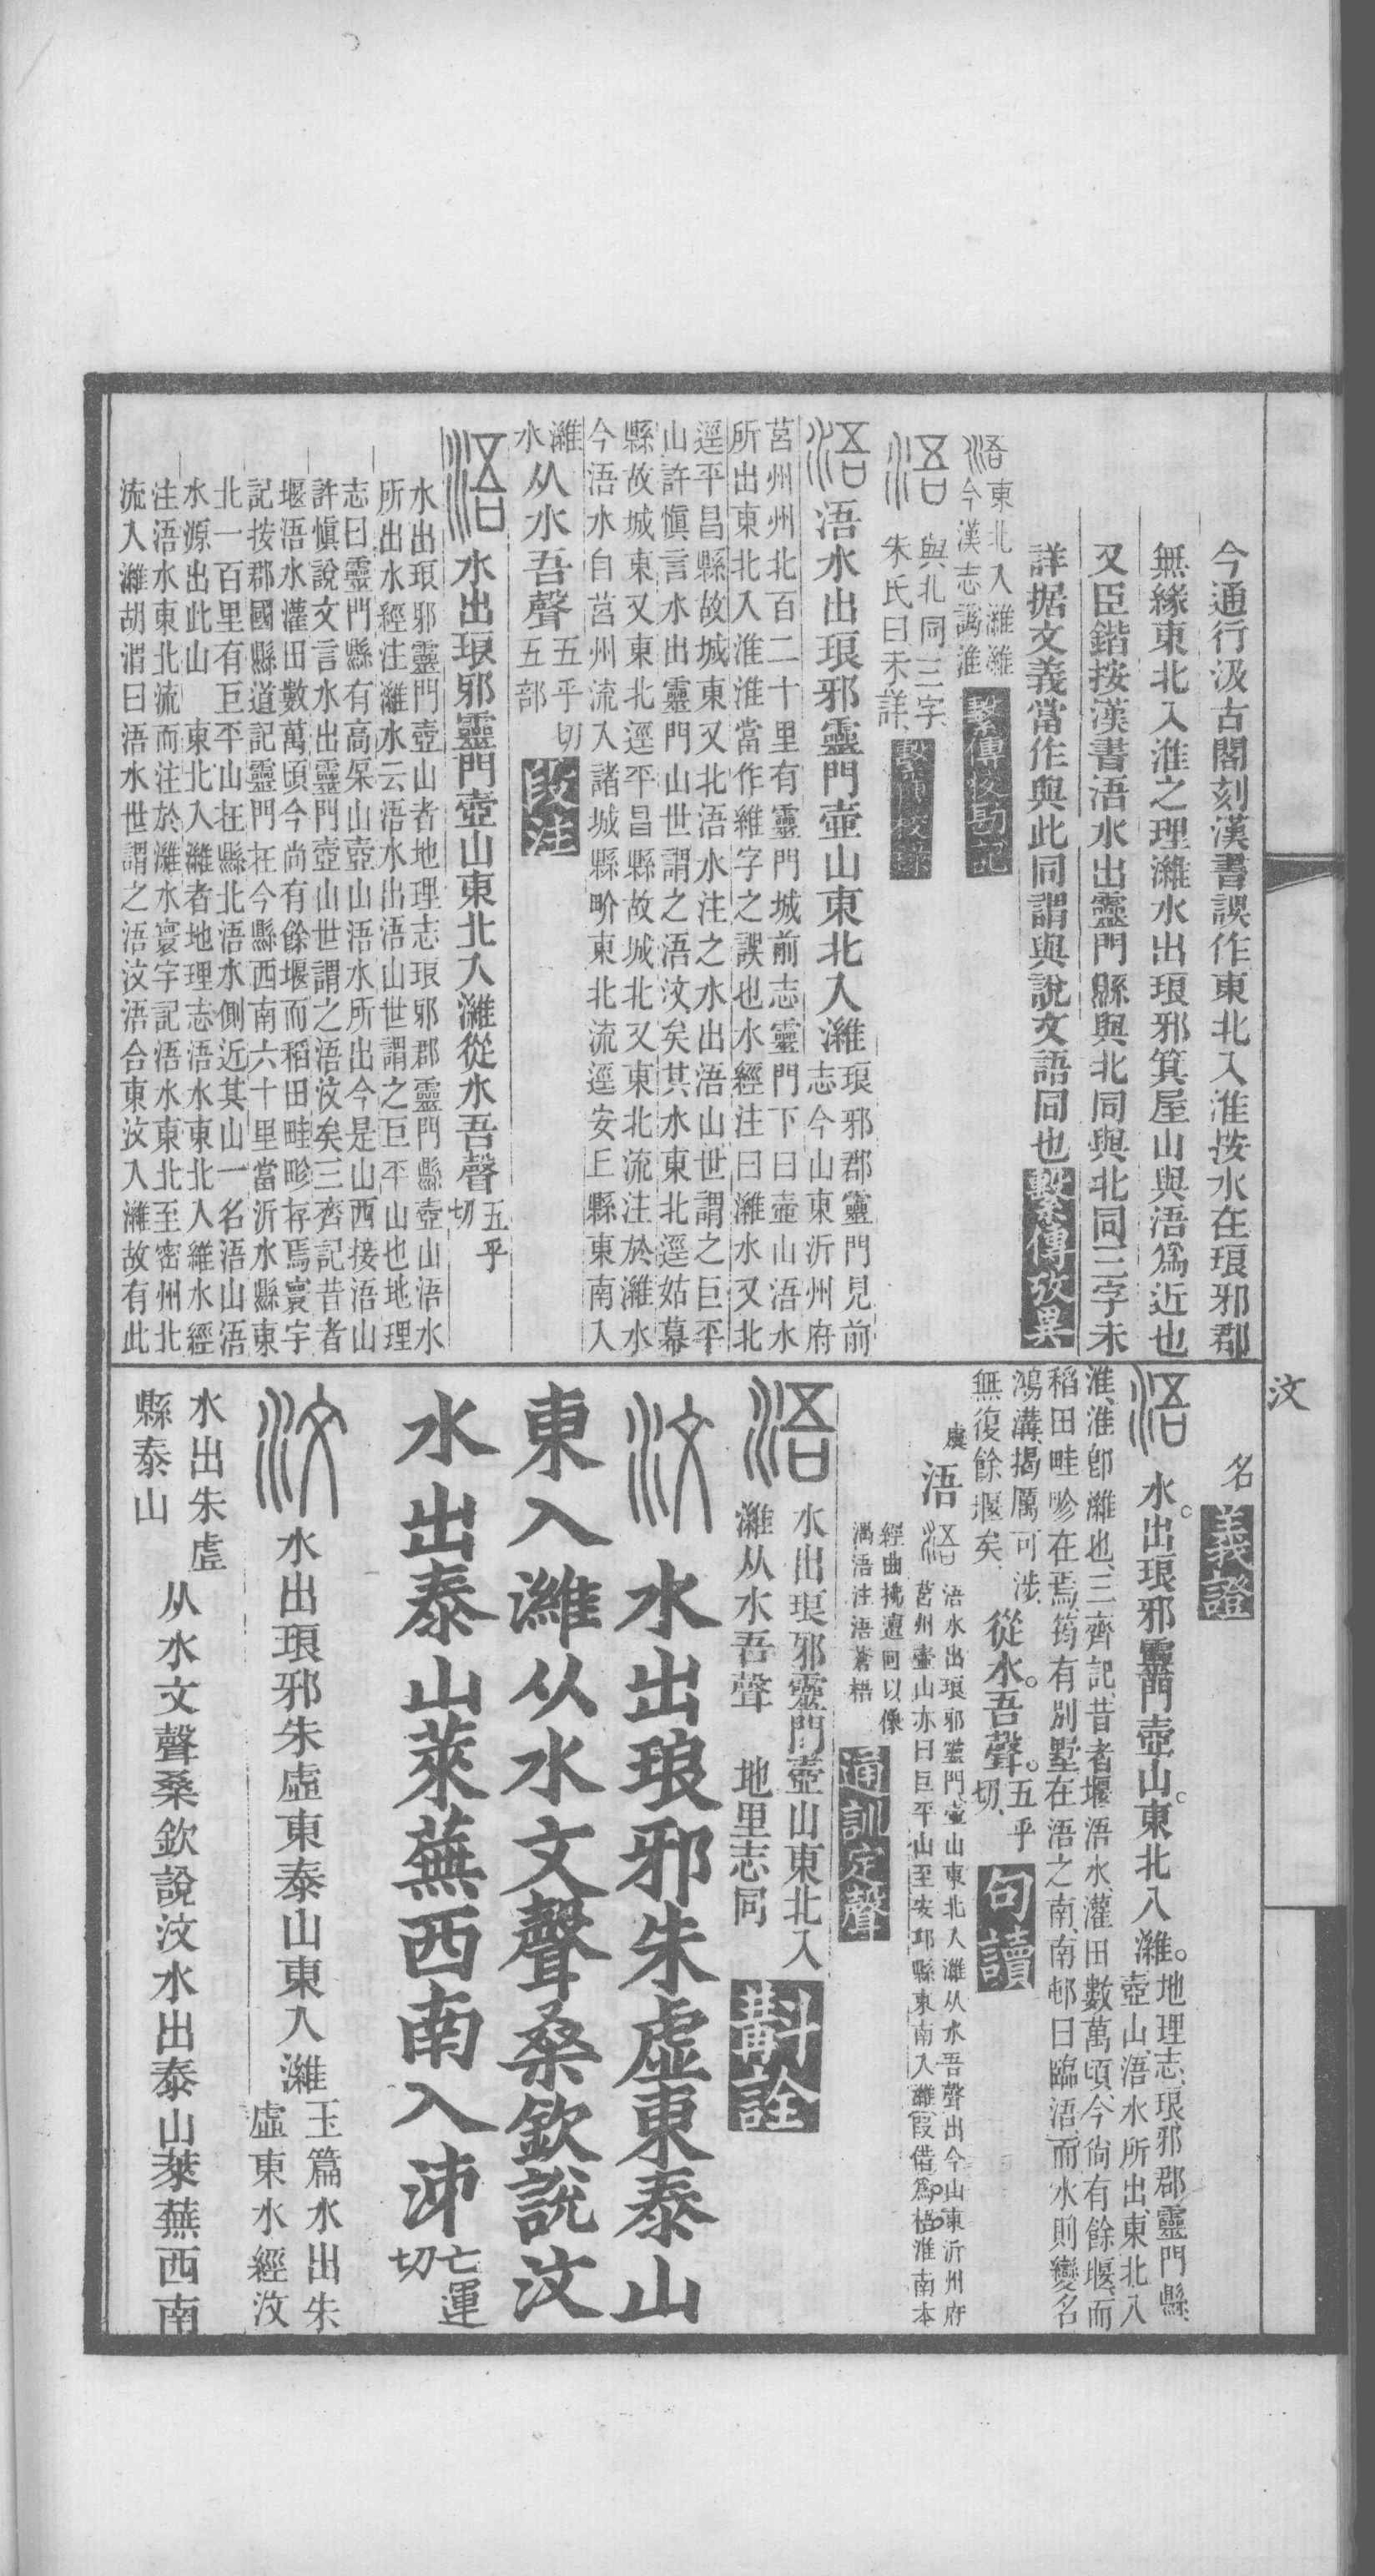 今通行汲古閣刻漢書誤作東北入淮按水在琅邪郡
無緣東北入淮之理濰水出琅邪箕屋山與浯爲近也
又臣鍇按漢書浯水出靈門縣與北同與北同三字未
詳据文義當作與此同謂與說文語同也繫傳攷異
浯東北入濰濰
今漢志譌淮繫傳校勘記
浯與北同三字
朱氏曰未詳
浯浯水出琅邪靈門壺山東北入濰琅邪郡靈門見前
志今山東沂州府
莒州州北百二十里有靈門城前志靈門下曰壺山浯水
所出東北入淮淮當作維字之誤也水經注曰濰水又北
逕平昌縣故城東又北浯水注之水出浯山世謂之巨平
山許愼言水出靈門山世謂之浯汶矣其水東北逕姑幕
縣故城東又東北逕平昌縣故城北又東北流注於濰水
今浯水自莒州流入諸城縣畍東北流逕安丘縣東南入
濰
水从水吾聲五乎切
五部段注
浯水出琅邪靈門壺山東北入濰從水吾聲五乎
切
水出琅邪靈門壺山者地理志琅邪郡靈門縣壺山浯水
所出水經注濰水云浯水出浯山世謂之巨平山也地理
志曰靈門縣有高㞕山壺山浯水所出今是山西接浯山
許愼說文言水出靈門壺山世謂之浯汶矣三齊記昔者
堰浯水灌田數萬頃今尚有餘堰而稻田畦畛存焉寰宇
記按郡國縣道記靈門在今縣西南六十里當沂水縣東
北一百里有巨平山在縣北浯水側近其山一名浯山浯
水源出此山 東北入濰者地理志浯水東北入維水經
注浯水東北流而注於濰水寰宇記浯水東北至密州北
流入濰胡渭曰浯水世謂之浯汶浯合東汶入濰故有此
汶
名義證
浯水出琅邪靈門壺山東北入濰地理志琅邪郡靈門縣
壺山浯水所出東北入
淮淮卽濰也三齊記昔者堰浯水灌田數萬頃今尚有餘堰而
稻田畦畛在焉筠有別墅在浯之南南邨曰臨浯而水則變名
鴻溝揭厲可涉
無復餘堰矣從水吾聲五乎
切句讀
虞浯浯浯水出琅邪靈門壺山東北入濰从水吾聲出今山東沂州府
莒州壺山亦曰巨平山至安邱縣東南入濰叚借爲梧淮南本
經曲拂邅囘以像
湡浯注浯蒼梧通訓定聲
浯水出琅邪靈門壺山東北入
濰从水吾聲 地里志同斠詮
汶水出琅邪朱虛東泰山
東入濰从水文聲桑欽說汶
水出泰山萊蕪西南入泲亡運
切
汶水出琅邪朱虛東泰山東入濰玉篇水出朱
虛東水經汶
水出朱虛
縣泰山从水文聲桑欽說汶水出泰山萊蕪西南